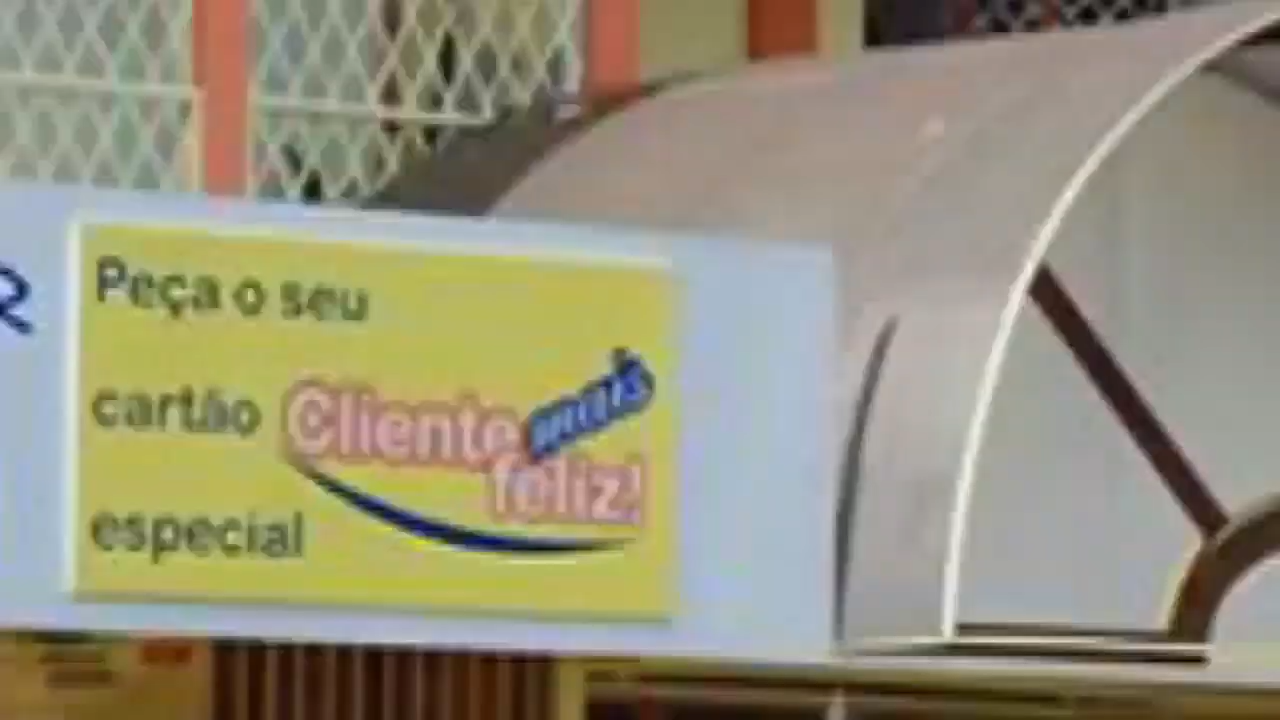 Peça o seu
cartão Cliente mais
feliz!
especial